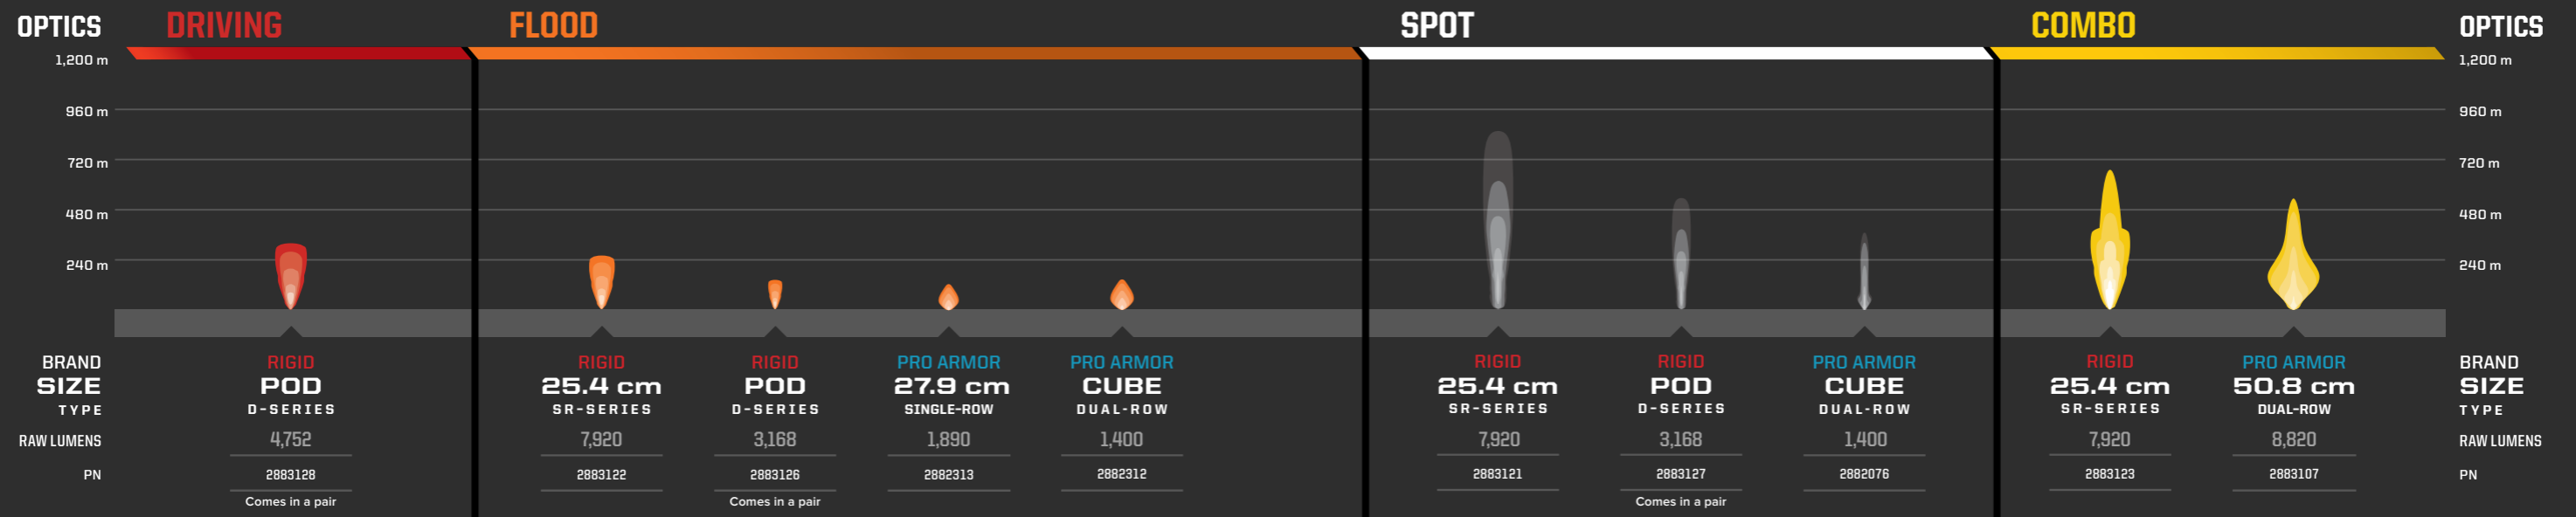 OPTICS DRIVING FLOOD SPOT COMBO OPTICS
1,200 m 1,200 m
960 m 960 m
720 m 720 m
480 m 480 m
240 m 240 m
BRAND RIGID RIGID RIGID PRO ARMOR PRO ARMOR RIGID RIGID PRO ARMOR RIGID PRO ARMOR BRAND
SIZE POD 25.4 cm POD 27.9 cm CUBE 25.4 cm POD CUBE 25.4 cm 50.8 cm SIZE
TYPE D-SERIES SR-SERIES D-SERIES SINGLE-ROW DUAL-ROW SR-SERIES D-SERIES DUAL-ROW SR-SERIES DUAL-ROW TYPE
RAW LUMENS 4,752 7,920 3,168 1,890 1,400 7,920 3,168 1,400 7,920 8,820 RAW LUMENS
PN 2883128 2883122 2883126 2882313 2882312 2883121 2883127 2882076 2883123 2883107 PN
Comes in a pair Comes in a pair Comes in a pair